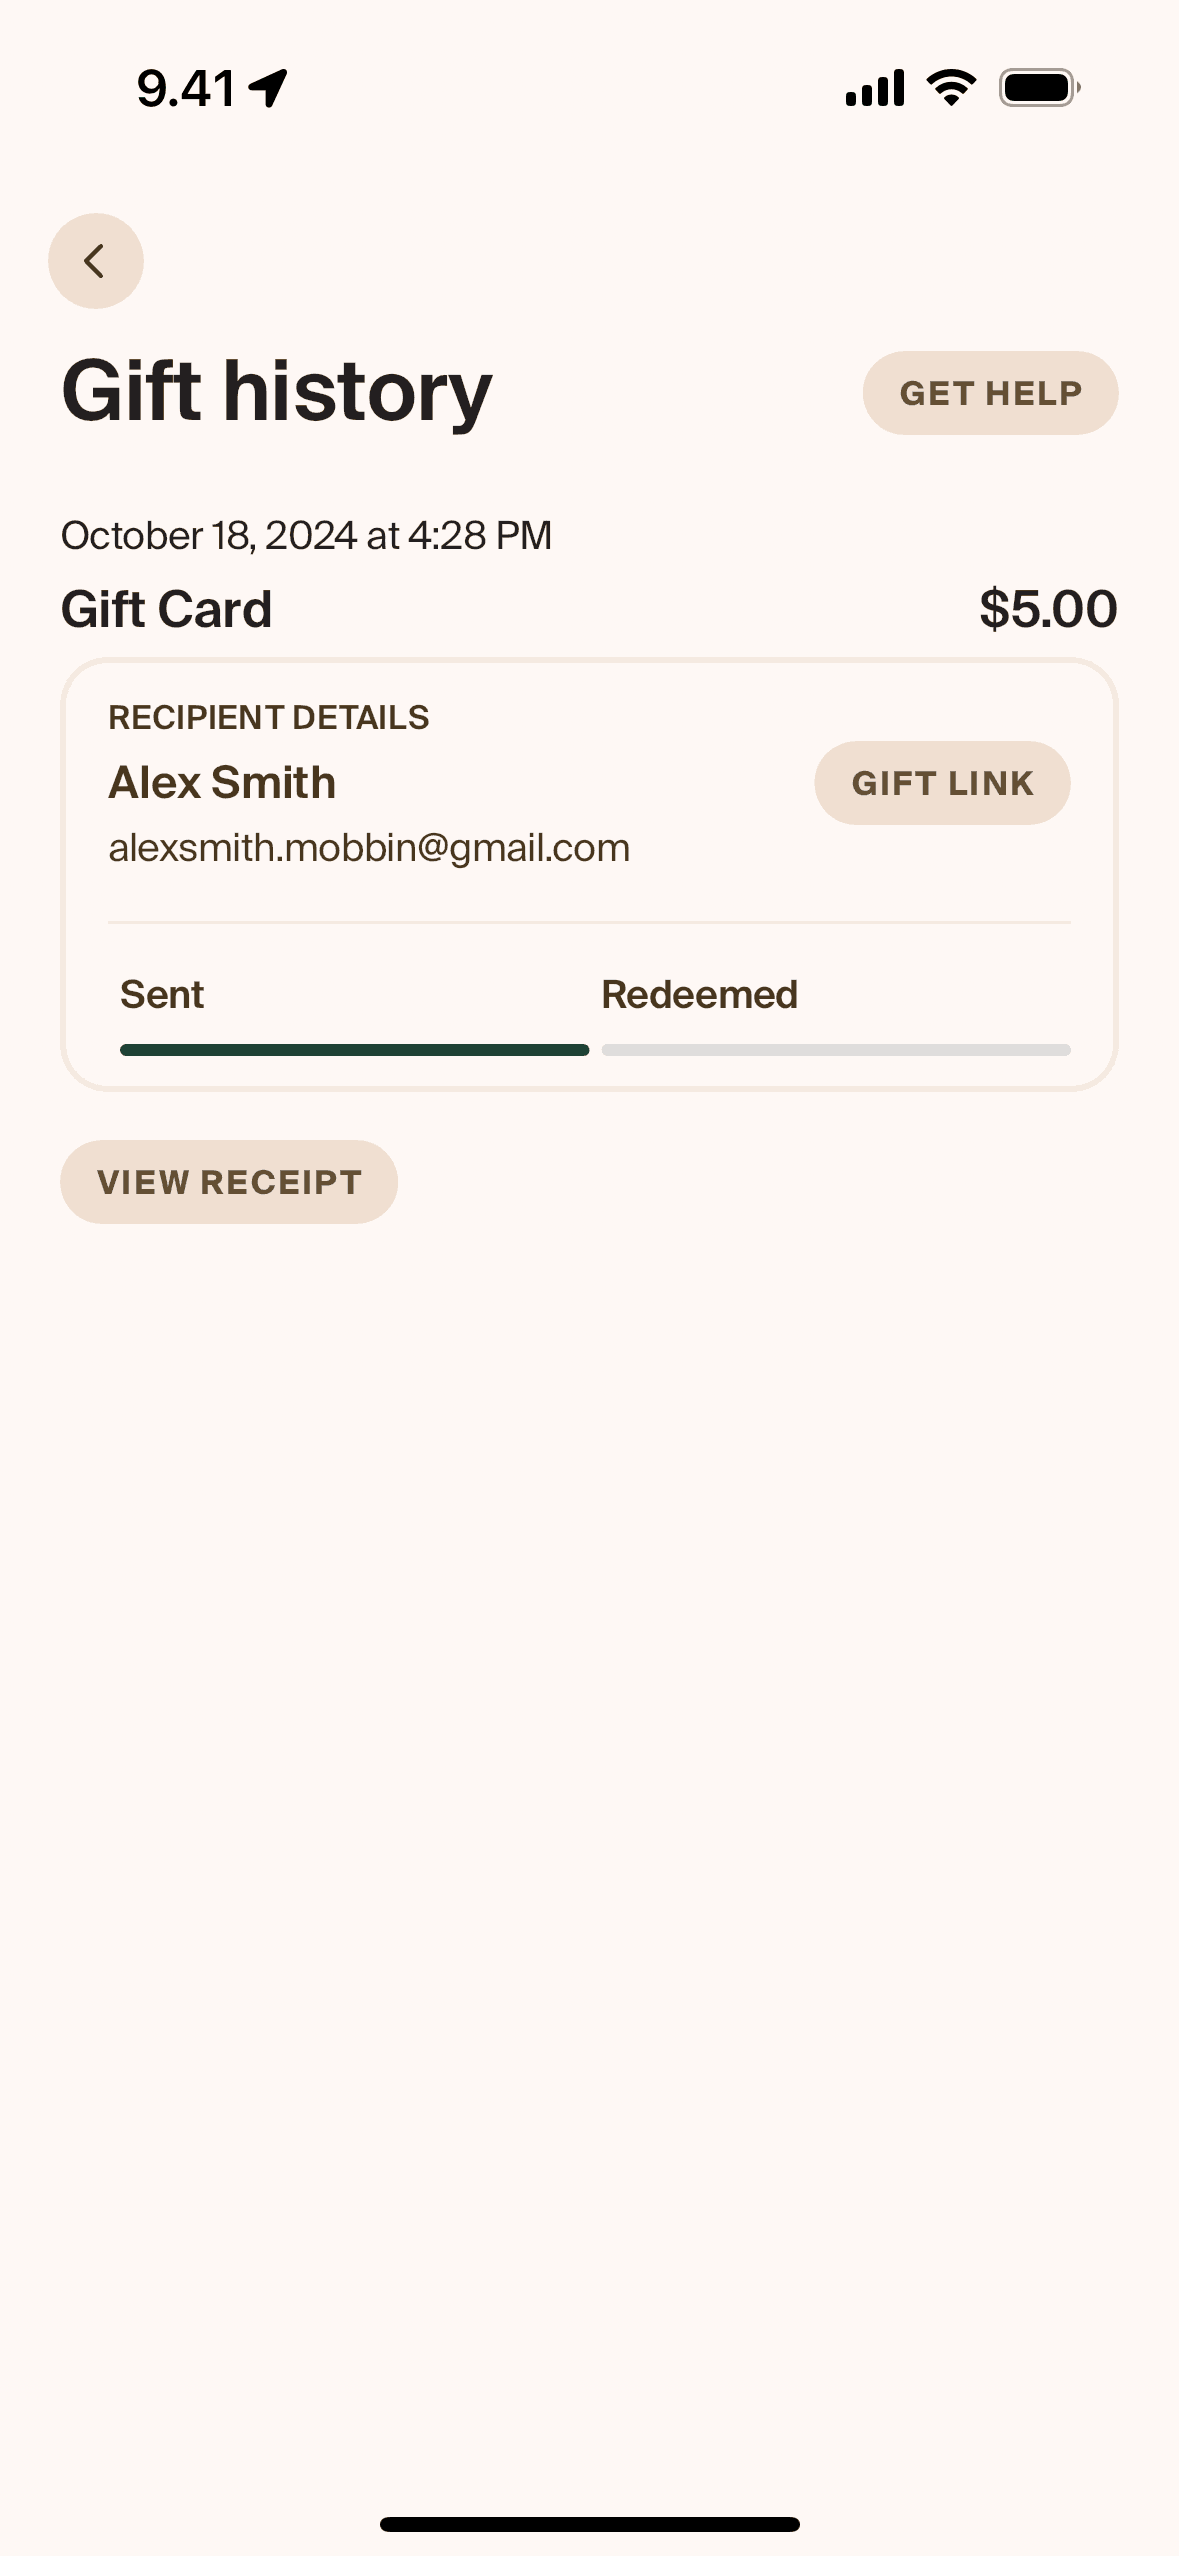 9.41
Gift history
GET HELP
October 18, 2024 at 4:28 PM
Gift Card $5.00
RECIPIENT DETAILS
Alex Smith
GIFT LINK
alexsmith.mobbin@gmail.com
Sent Redeemed
VIEW RECEIPT